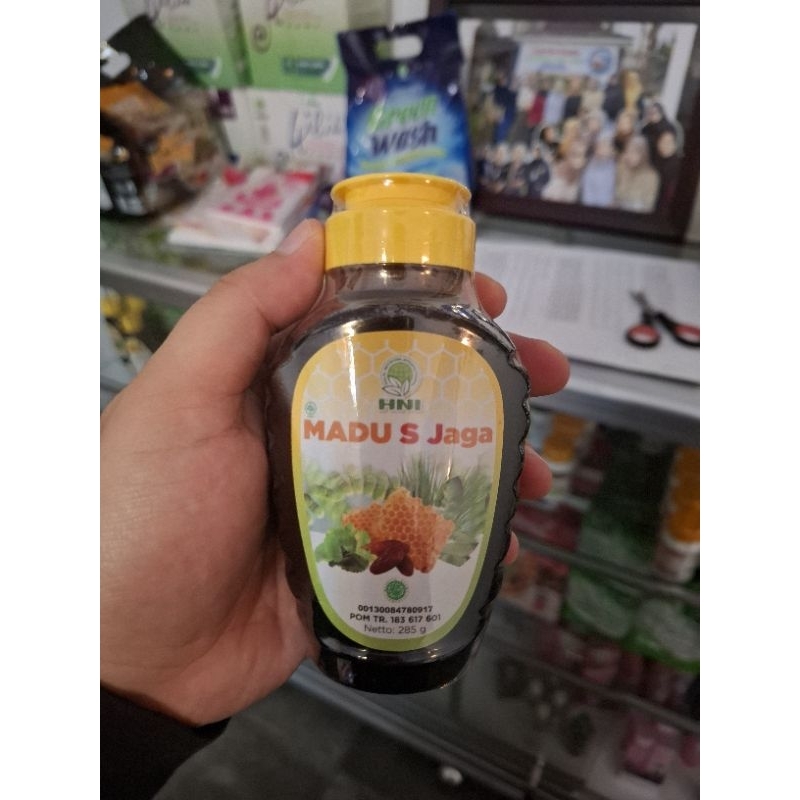 Green
Wash
HNI
MADU S Jaga
00130084780917
POM TR. 183 617 601
Netto: 285 g